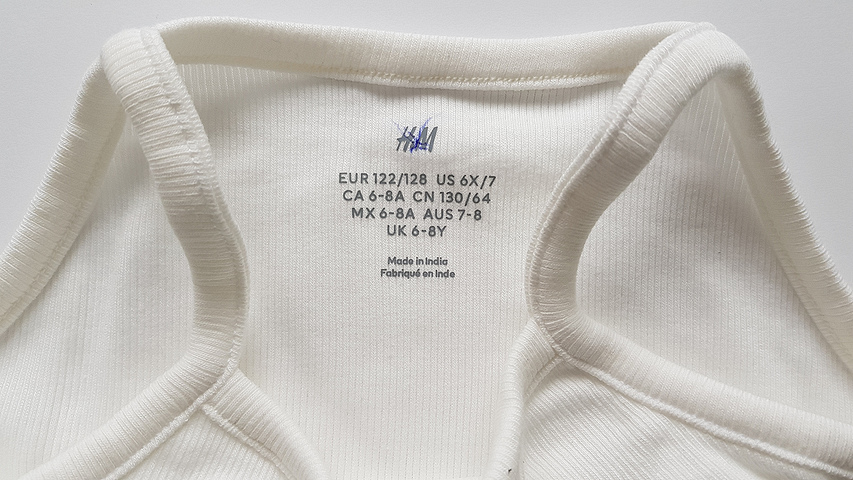 H&M
EUR 122/128 US 6X/7
CA 6-8A CN 130/64
MX 6-8A AUS 7-8
UK 6-8Y
Made in India
Fabriqué en Inde